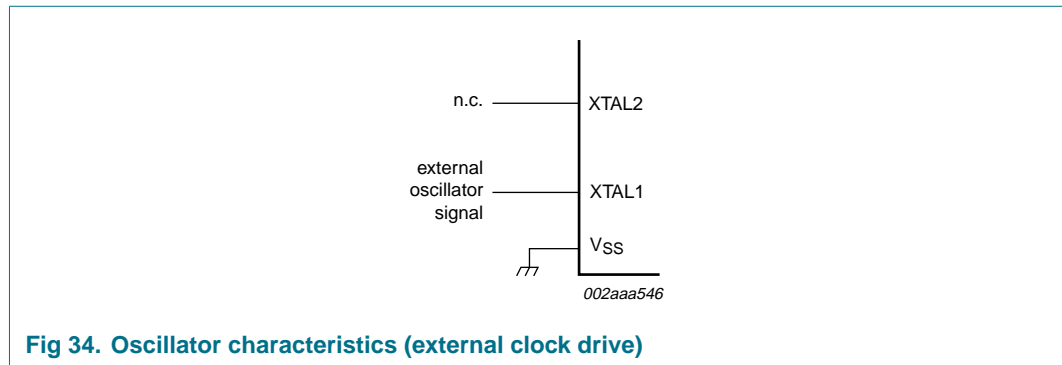 n.c.
XTAL2
external
oscillator
signal
XTAL1
VSS
002aaa546
Fig 34. Oscillator characteristics (external clock drive)